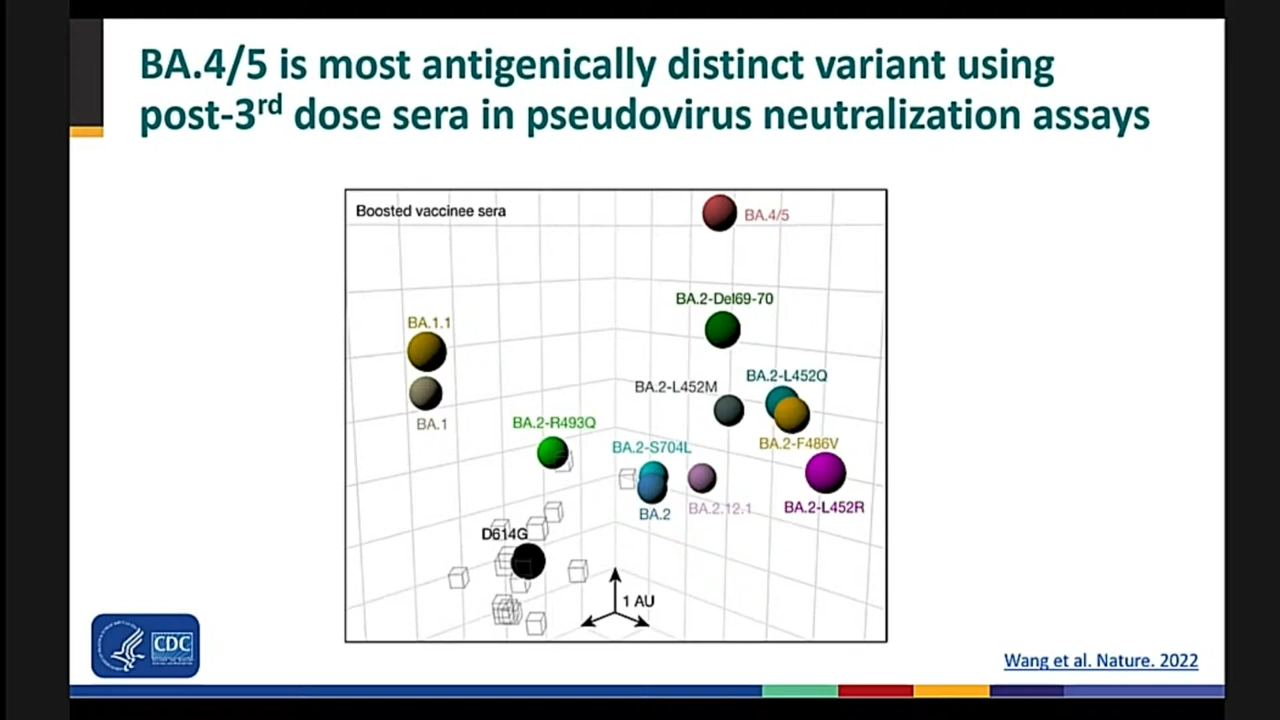 BA.4/5 is most antigenically distinct variant using
post-3rd dose sera in pseudovirus neutralization assays
Boosted vaccinee sera
BA.4/5
BA.2-Del69-70
BA.1.1
BA.2-L452Q
BA.2-L452M
BA.1
BA.2-R493Q
BA.2-F486V
BA.2-S704L
BA.2
BA.2.12.1
BA.2-L452R
D614G
1 AU
CDC
Wang et al. Nature. 2022